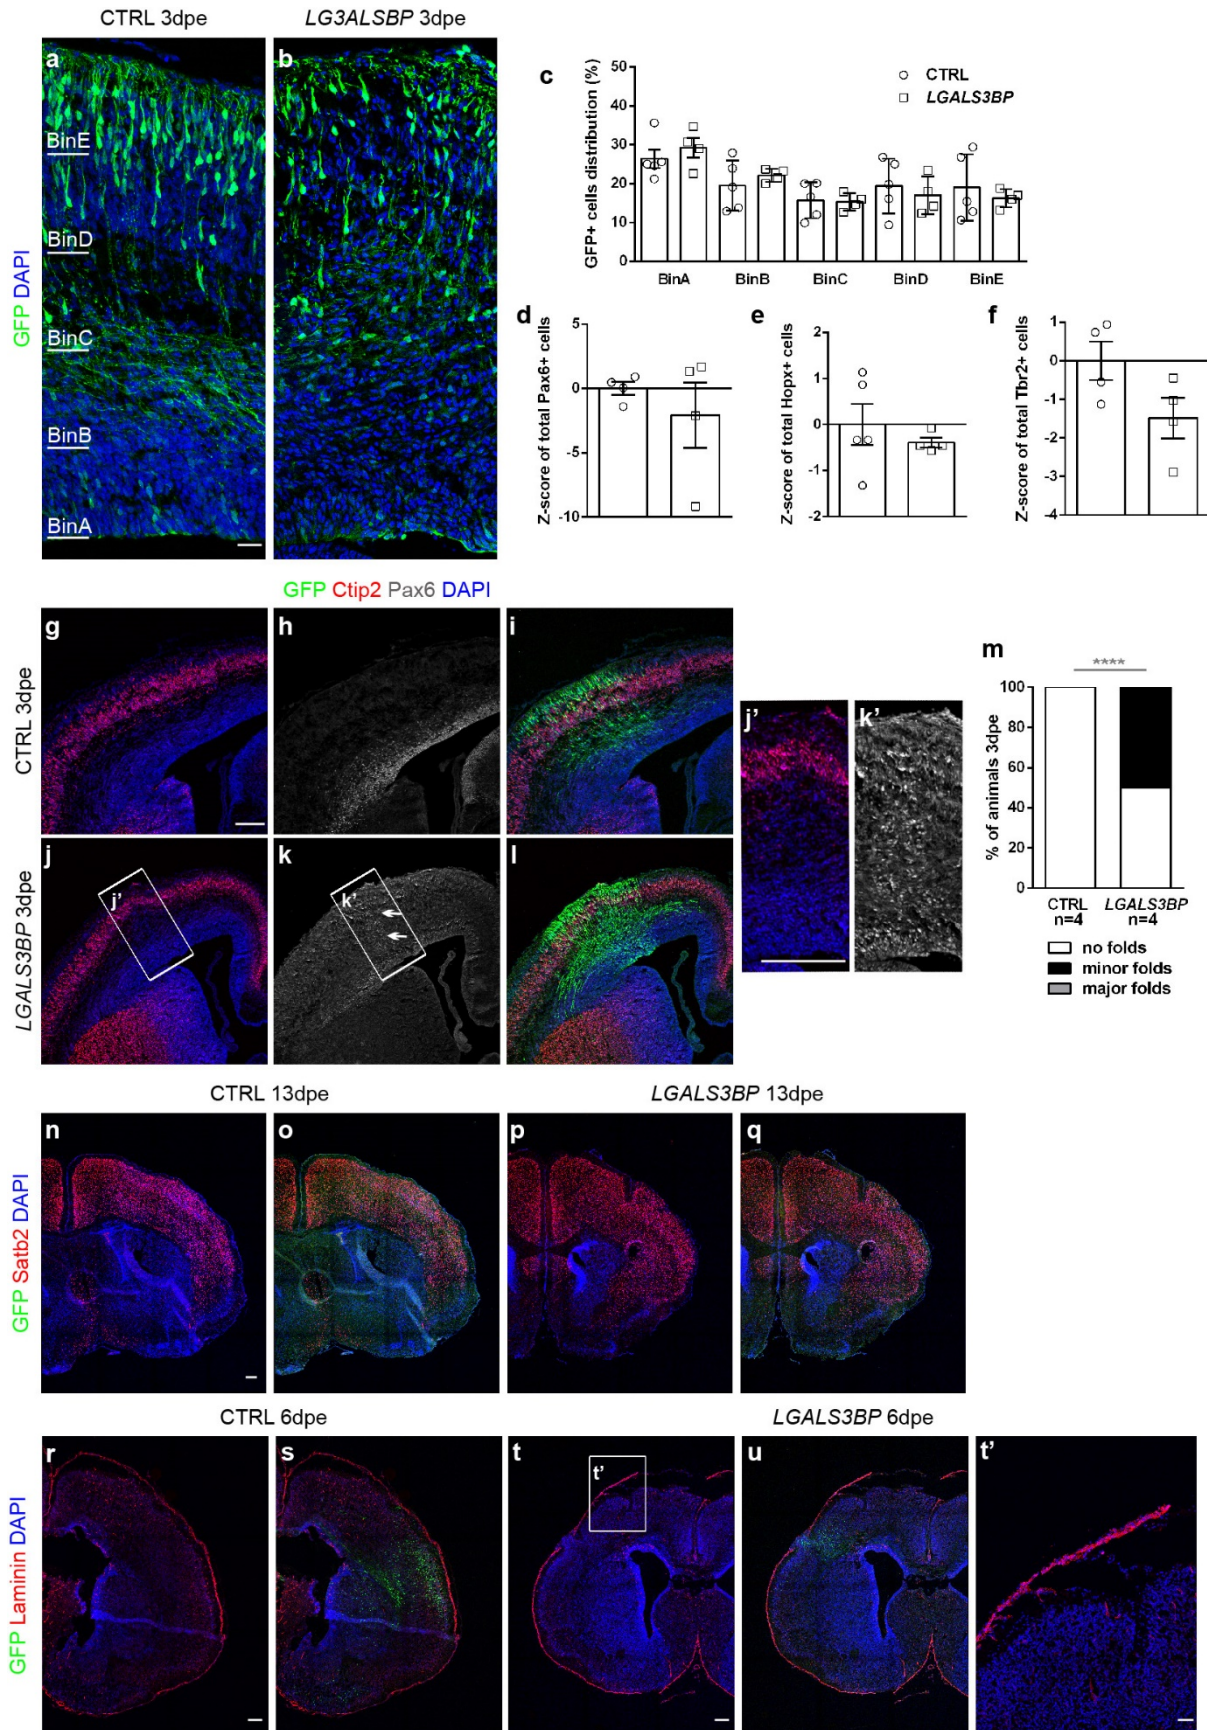 CTRL 3dpe
LG3ALSBP 3dpe
a
b
GFP DAPI
BinE
BinD
BinC
BinB
BinA
c
GFP+ cells distribution (%)
50
40
30
20
10
0
CTRL
LGALS3BP
BinA BinB BinC BinD BinE
d
Z-score of total Pax6+ cells
5
0
-5
-10
e
Z-score of total Hopx+ cells
2
1
0
-1
-2
f
Z-score of total Tbr2+ cells
1
0
-1
-2
-3
-4
GFP Ctip2 Pax6 DAPI
CTRL 3dpe
g
h
i
LGALS3BP 3dpe
j
j'
k
k'
l
j'
k'
m
****
% of animals 3dpe
100
80
60
40
20
0
CTRL LGALS3BP
n=4 n=4
no folds
minor folds
major folds
CTRL 13dpe
LGALS3BP 13dpe
GFP Satb2 DAPI
n
o
p
q
CTRL 6dpe
LGALS3BP 6dpe
GFP Laminin DAPI
r
s
t
t'
u
t'